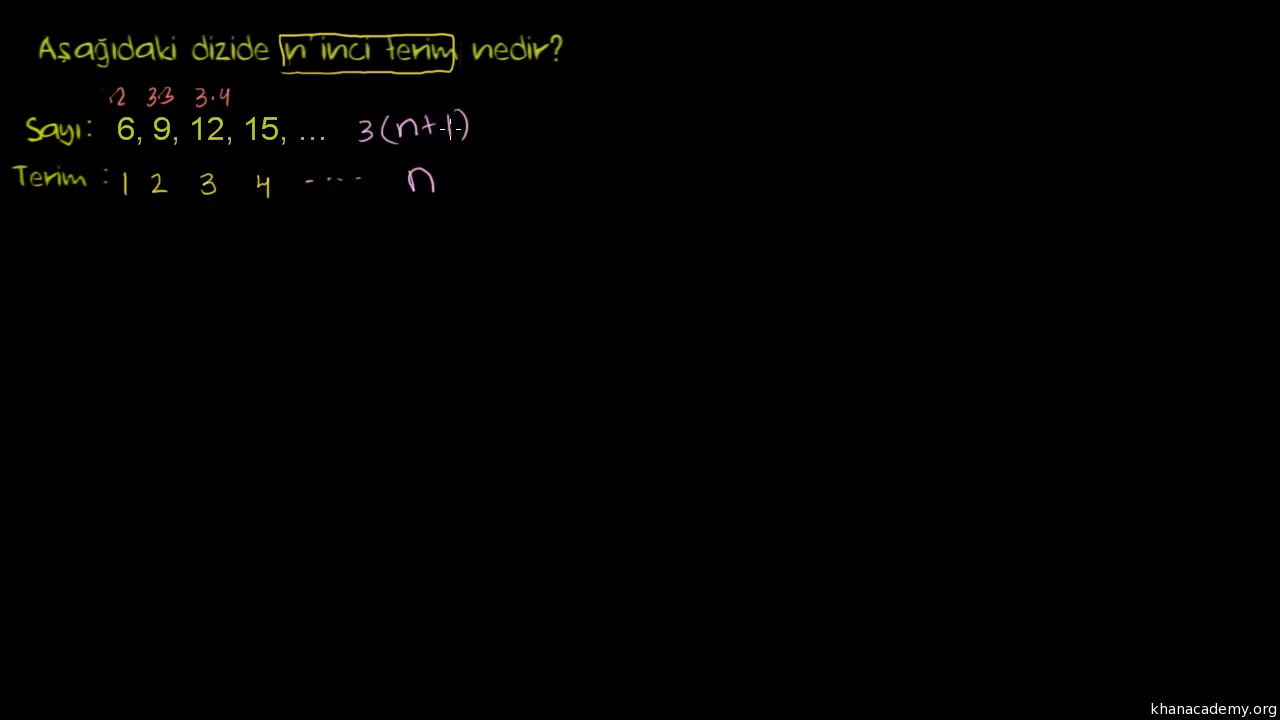 Aşağıdaki dizide n'inci terim nedir?
·2 3·3 3·4
Sayı: 6, 9, 12, 15, ... 3(n+1)
Terim : 1 2 3 4 ····· n
khanacademy.org